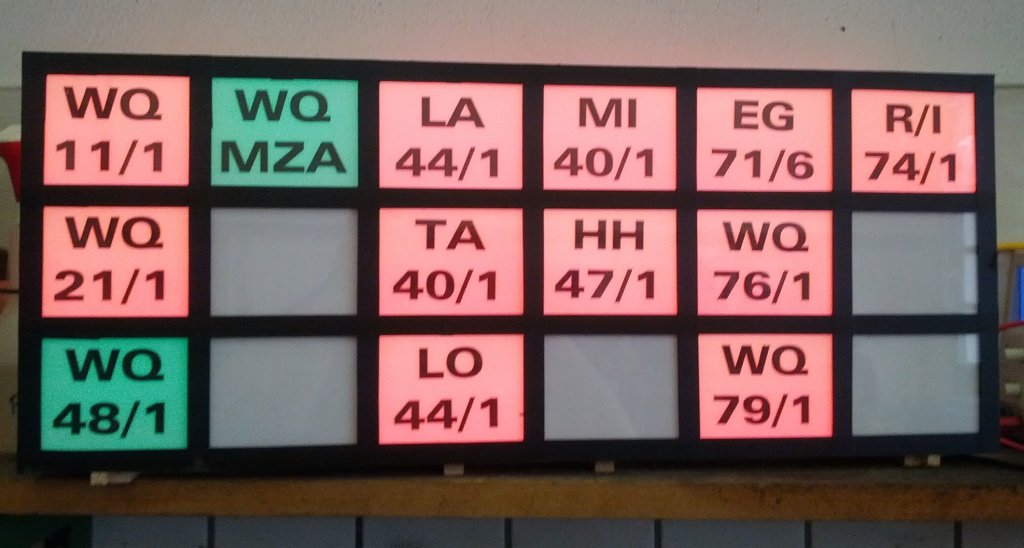 WQ
11/1
WQ
MZA
LA
44/1
MI
40/1
EG
71/6
R/I
74/1
WQ
21/1
TA
40/1
HH
47/1
WQ
76/1
WQ
48/1
LO
44/1
WQ
79/1